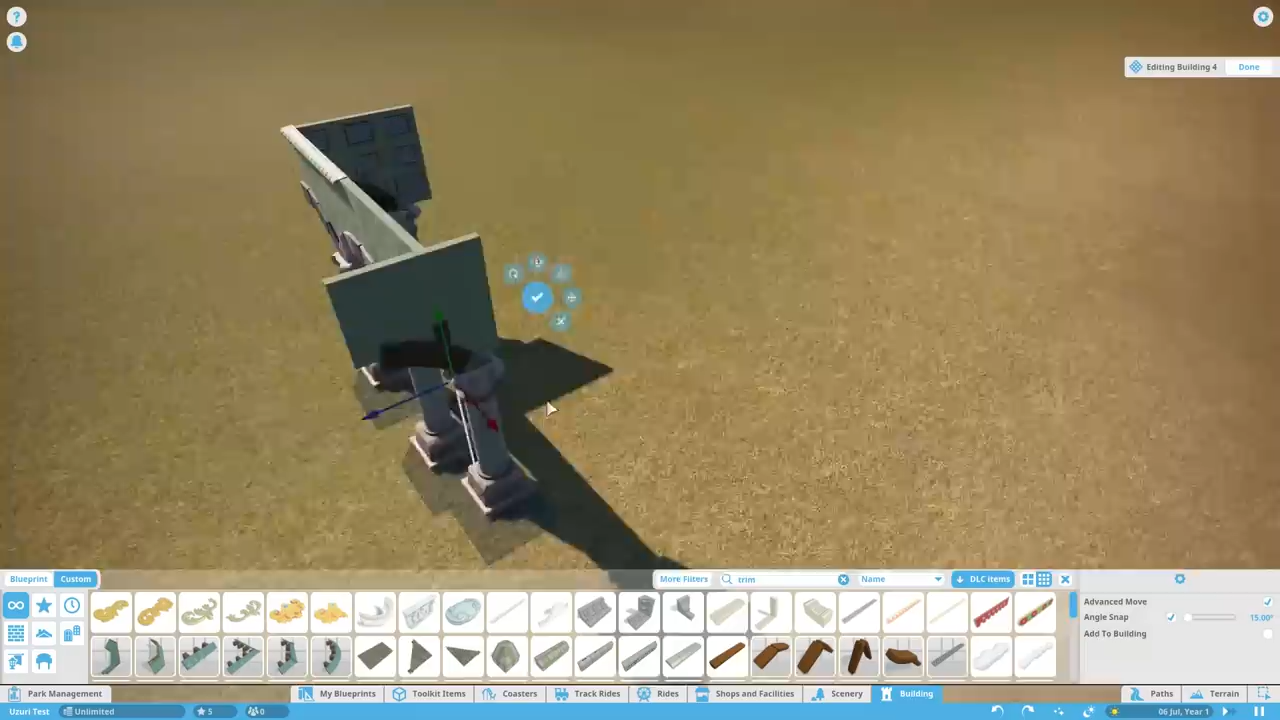 ?
Editing Building 4 Done
Blueprint Custom More Filters trim Name DLC items
Advanced Move
Angle Snap 15.00°
Add To Building
Park Management My Blueprints Toolkit Items Coasters Track Rides Rides Shops and Facilities Scenery Building Paths Terrain
Uzuri Test Unlimited 5 0 06 Jul, Year 1